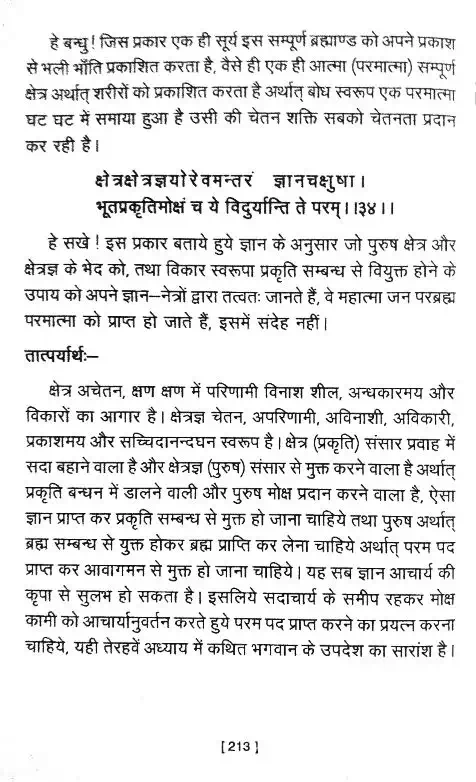 हे बन्धु ! जिस प्रकार एक ही सूर्य इस सम्पूर्ण ब्रह्माण्ड को अपने प्रकाश
से भली भाँति प्रकाशित करता है, वैसे ही एक ही आत्मा (परमात्मा) सम्पूर्ण
क्षेत्र अर्थात् शरीरों को प्रकाशित करता है अर्थात् बोध स्वरूप एक परमात्मा
घट घट में समाया हुआ है उसी की चेतन शक्ति सबको चेतनता प्रदान
कर रही है।
क्षेत्रक्षेत्रज्ञयोरेवमन्तरं ज्ञानचक्षुषा।
भूतप्रकृतिमोक्षं च ये विदुर्यान्ति ते परम्।।३४।।
हे सखे ! इस प्रकार बताये हुये ज्ञान के अनुसार जो पुरुष क्षेत्र और
क्षेत्रज्ञ के भेद को, तथा विकार स्वरूपा प्रकृति सम्बन्ध से वियुक्त होने के
उपाय को अपने ज्ञान–नेत्रों द्वारा तत्वतः जानते हैं, वे महात्मा जन परब्रह्म
परमात्मा को प्राप्त हो जाते हैं, इसमें संदेह नहीं।
तात्पर्यार्थः–
क्षेत्र अचेतन, क्षण क्षण में परिणामी विनाश शील, अन्धकारमय और
विकारों का आगार है। क्षेत्रज्ञ चेतन, अपरिणामी, अविनाशी, अविकारी,
प्रकाशमय और सच्चिदानन्दघन स्वरूप है। क्षेत्र (प्रकृति) संसार प्रवाह में
सदा बहाने वाला है और क्षेत्रज्ञ (पुरुष) संसार से मुक्त करने वाला है अर्थात्
प्रकृति बन्धन में डालने वाली और पुरुष मोक्ष प्रदान करने वाला है, ऐसा
ज्ञान प्राप्त कर प्रकृति सम्बन्ध से मुक्त हो जाना चाहिये तथा पुरुष अर्थात्
ब्रह्म सम्बन्ध से युक्त होकर ब्रह्म प्राप्ति कर लेना चाहिये अर्थात् परम पद
प्राप्त कर आवागमन से मुक्त हो जाना चाहिये। यह सब ज्ञान आचार्य की
कृपा से सुलभ हो सकता है। इसलिये सदाचार्य के समीप रहकर मोक्ष
कामी को आचार्यानुवर्तन करते हुये परम पद प्राप्त करने का प्रयत्न करना
चाहिये, यही तेरहवें अध्याय में कथित भगवान के उपदेश का सारांश है।
[213]